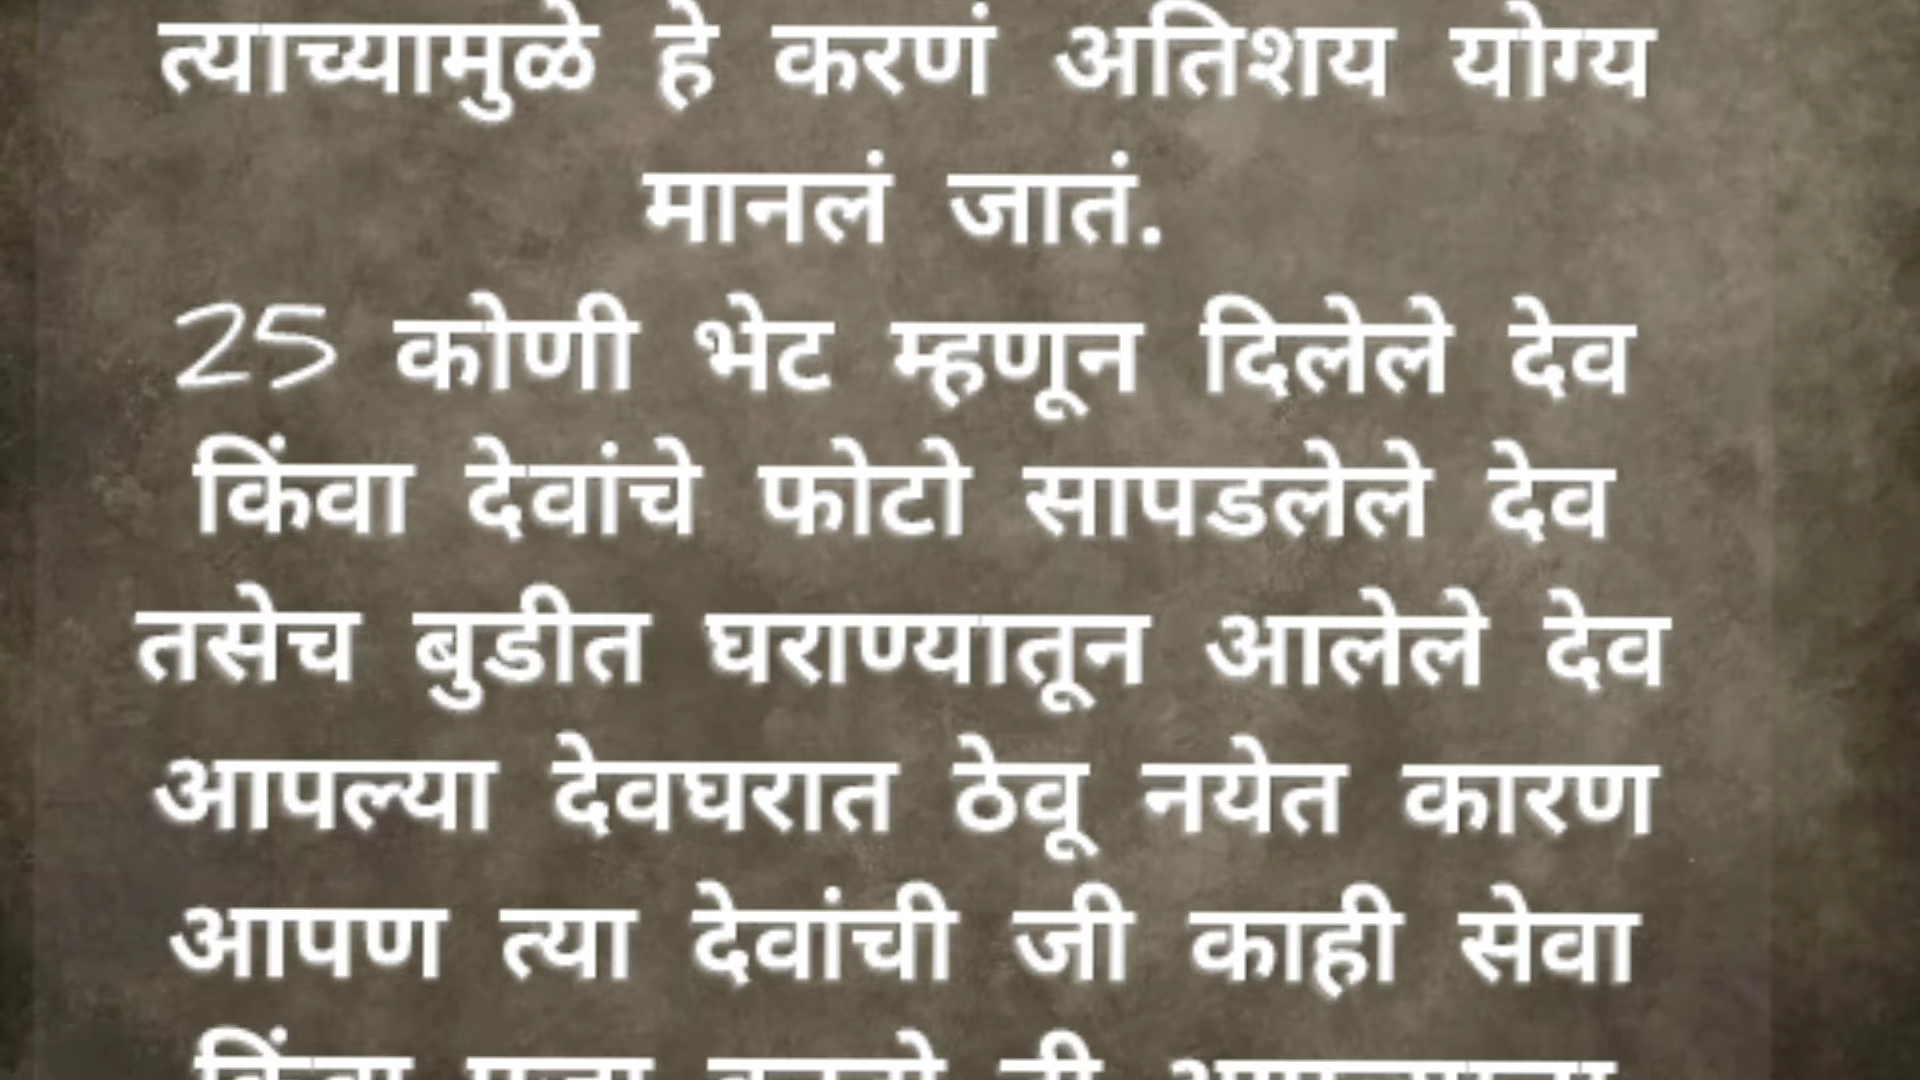 त्याच्यामुळे हे करणं अतिशय योग्य
मानलं जातं.
25 कोणी भेट म्हणून दिलेले देव
किंवा देवांचे फोटो सापडलेले देव
तसेच बुडीत घराण्यातून आलेले देव
आपल्या देवघरात ठेवू नयेत कारण
आपण त्या देवांची जी काही सेवा
किंवा